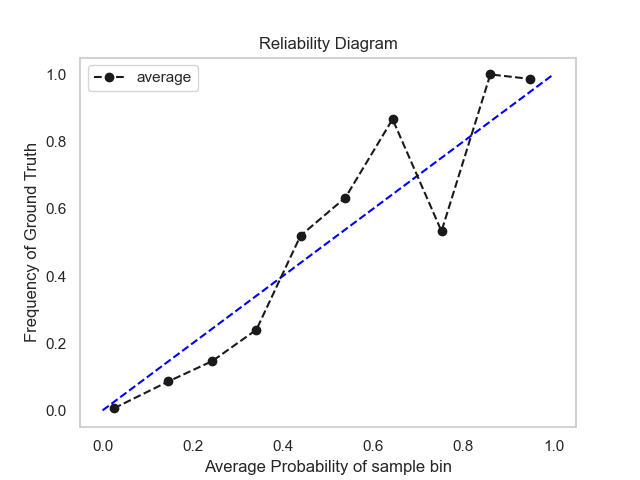 Reliability Diagram
average
Frequency of Ground Truth
1.0
0.8
0.6
0.4
0.2
0.0
0.0 0.2 0.4 0.6 0.8 1.0
Average Probability of sample bin